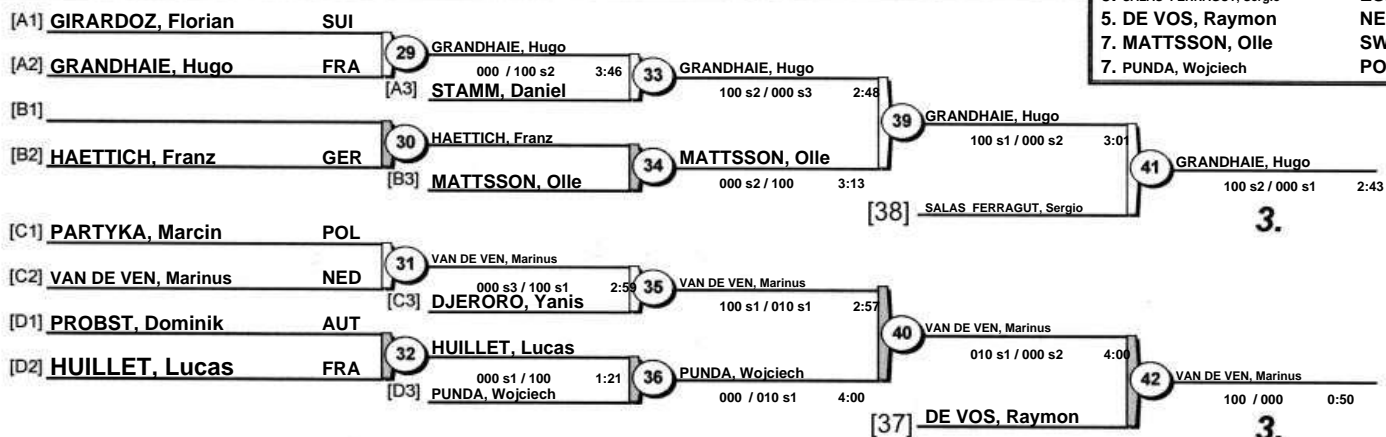 5. DE VOS, Raymon NE
7. MATTSSON, Olle SW
7. PUNDA, Wojciech PO
[A1] GIRARDOZ, Florian SUI
[A2] GRANDHAIE, Hugo FRA
29 GRANDHAIE, Hugo
000 / 100 s2 3:46
[A3] STAMM, Daniel
33 GRANDHAIE, Hugo
100 s2 / 000 s3 2:48
[B1]
[B2] HAETTICH, Franz GER
30 HAETTICH, Franz
[B3] MATTSSON, Olle
34 MATTSSON, Olle
000 s2 / 100 3:13
39 GRANDHAIE, Hugo
100 s1 / 000 s2 3:01
[38] SALAS FERRAGUT, Sergio
41 GRANDHAIE, Hugo
100 s2 / 000 s1 2:43
3.
[C1] PARTYKA, Marcin POL
[C2] VAN DE VEN, Marinus NED
31 VAN DE VEN, Marinus
000 s3 / 100 s1 2:59
[C3] DJERORO, Yanis
35 VAN DE VEN, Marinus
100 s1 / 010 s1 2:57
[D1] PROBST, Dominik AUT
[D2] HUILLET, Lucas FRA
32 HUILLET, Lucas
000 s1 / 100 1:21
[D3] PUNDA, Wojciech
36 PUNDA, Wojciech
000 / 010 s1 4:00
40 VAN DE VEN, Marinus
010 s1 / 000 s2 4:00
[37] DE VOS, Raymon
42 VAN DE VEN, Marinus
100 / 000 0:50
3.